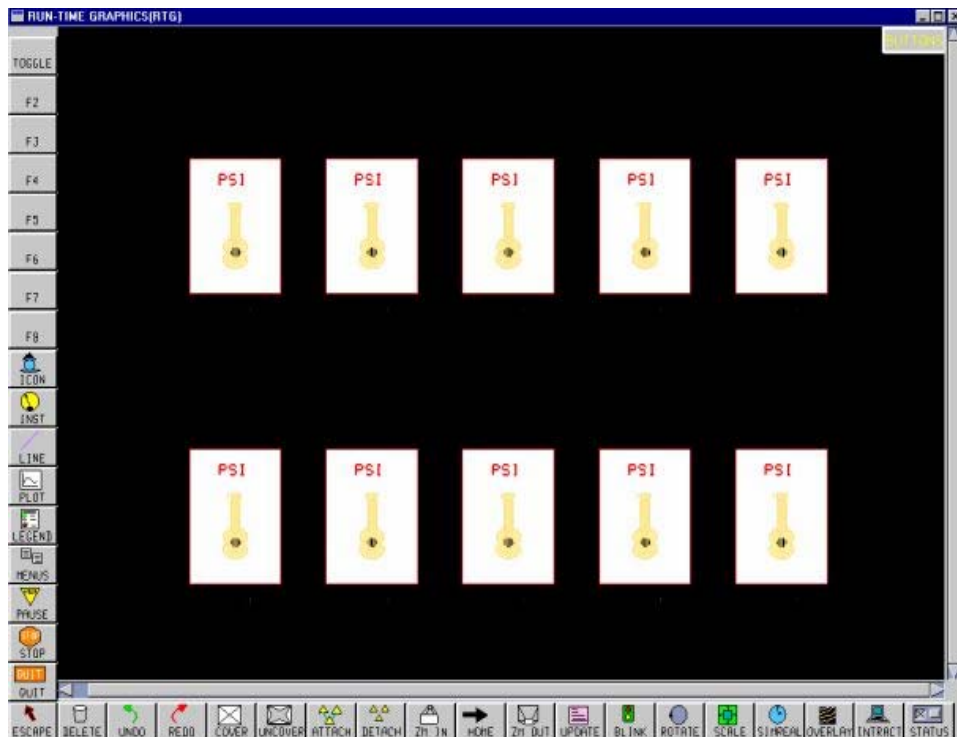 RUN-TIME GRAPHICS(RTG)
BUTTONS
TOGGLE
F2
F3
F4
F5
F6
F7
F8
ICON
INST
LINE
PLOT
LEGEND
MENUS
PAUSE
STOP
STOP
QUIT
QUIT
PSI PSI PSI PSI PSI
PSI PSI PSI PSI PSI
ESCAPE DELETE UNDO REDO COVER UNCOVER ATTACH DETACH ZM IN HOME ZM OUT UPDATE BLINK ROTATE SCALE SIMREAL OVERLAY INTRACT STATUS